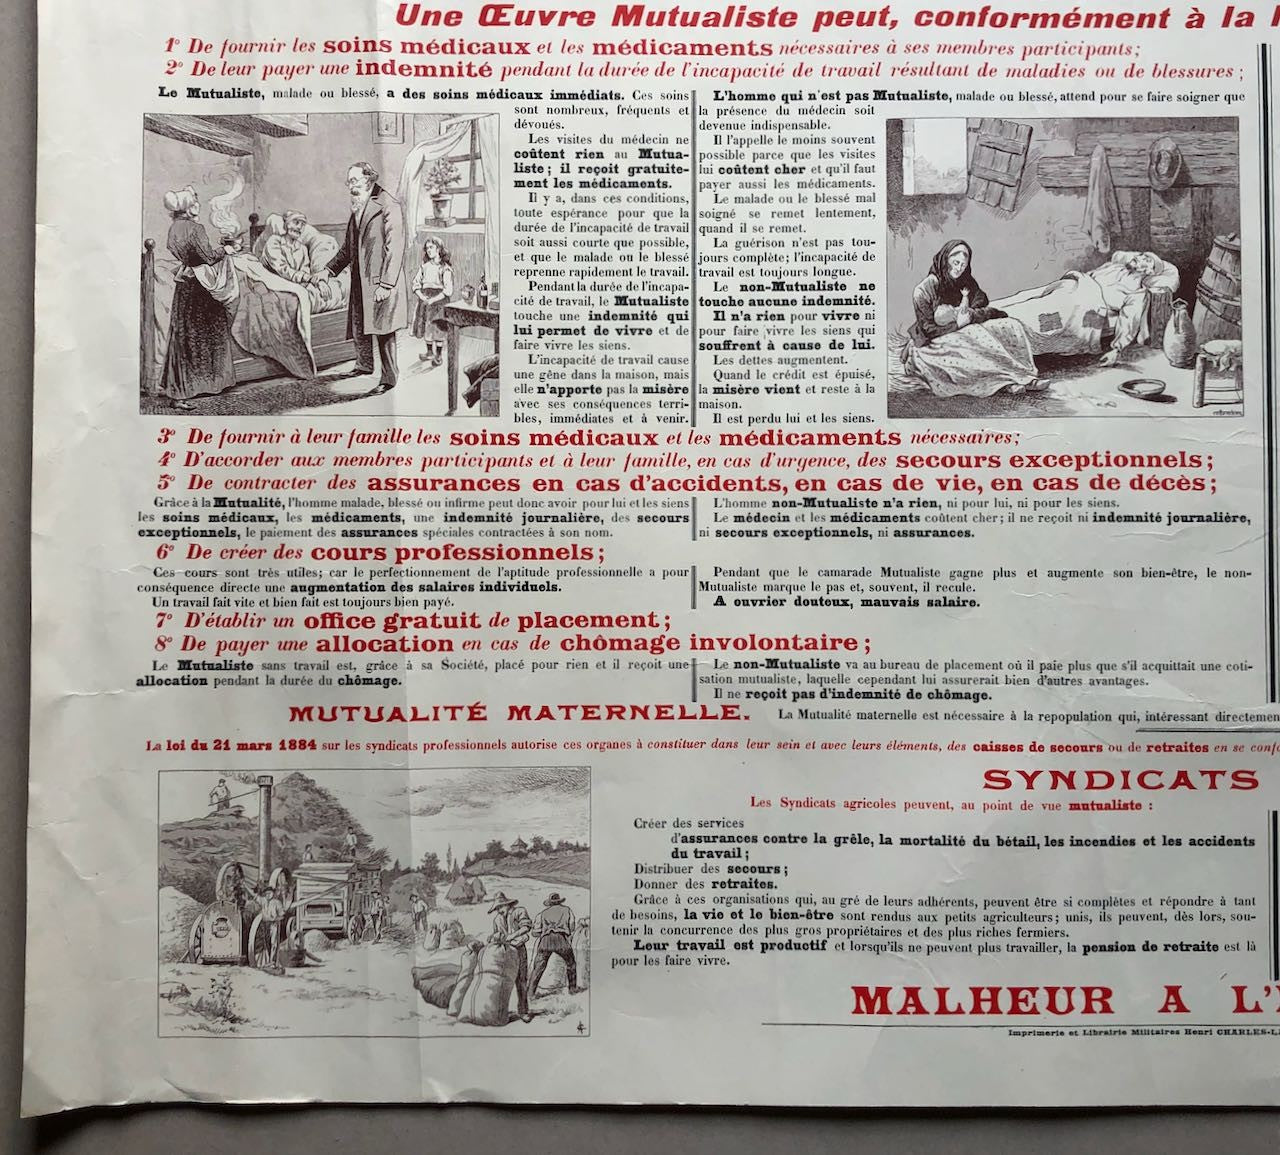 Une Œuvre Mutualiste peut, conformément à la
1° De fournir les soins médicaux et les médicaments nécessaires à ses membres participants;
2° De leur payer une indemnité pendant la durée de l'incapacité de travail résultant de maladies ou de blessures ;
Le Mutualiste, malade ou blessé, a des soins médicaux immédiats. Ces soins
sont nombreux, fréquents et
dévoués.
Les visites du médecin ne
coûtent rien au Mutua-
liste ; il reçoit gratuite-
ment les médicaments.
Il y a, dans ces conditions,
toute espérance pour que la
durée de l'incapacité de travail
soit aussi courte que possible,
et que le malade ou le blessé
reprenne rapidement le travail.
Pendant la durée de l'incapa-
cité de travail, le Mutualiste
touche une indemnité qui
lui permet de vivre et de
faire vivre les siens.
L'incapacité de travail cause
une gêne dans la maison, mais
elle n'apporte pas la misère
avec ses conséquences terri-
bles, immédiates et à venir.
L'homme qui n'est pas Mutualiste, malade ou blessé, attend pour se faire soigner que
la présence du médecin soit
devenue indispensable.
Il l'appelle le moins souvent
possible parce que les visites
lui coûtent cher et qu'il faut
payer aussi les médicaments.
Le malade ou le blessé mal
soigné se remet lentement,
quand il se remet.
La guérison n'est pas tou-
jours complète ; l'incapacité de
travail est toujours longue.
Le non-Mutualiste ne
touche aucune indemnité.
Il n'a rien pour vivre ni
pour faire vivre les siens qui
souffrent à cause de lui.
Les dettes augmentent.
Quand le crédit est épuisé,
la misère vient et reste à la
maison.
Il est perdu lui et les siens.
3° De fournir à leur famille les soins médicaux et les médicaments nécessaires;
4° D'accorder aux membres participants et à leur famille, en cas d'urgence, des secours exceptionnels;
5° De contracter des assurances en cas d'accidents, en cas de vie, en cas de décès;
Grâce à la Mutualité, l'homme malade, blessé ou infirme peut donc avoir pour lui et les siens
les soins médicaux, les médicaments, une indemnité journalière, des secours
exceptionnels, le paiement des assurances spéciales contractées à son nom.
L'homme non-Mutualiste n'a rien, ni pour lui, ni pour les siens.
Le médecin et les médicaments coûtent cher ; il ne reçoit ni indemnité journalière,
ni secours exceptionnels, ni assurances.
6° De créer des cours professionnels;
Ces cours sont très utiles; car le perfectionnement de l'aptitude professionnelle a pour
conséquence directe une augmentation des salaires individuels.
Un travail fait vite et bien fait est toujours bien payé.
Pendant que le camarade Mutualiste gagne plus et augmente son bien-être, le non-
Mutualiste marque le pas et, souvent, il recule.
A ouvrier douteux, mauvais salaire.
7° D'établir un office gratuit de placement;
8° De payer une allocation en cas de chômage involontaire;
Le Mutualiste sans travail est, grâce à sa Société, placé pour rien et il reçoit une
allocation pendant la durée du chômage.
Le non-Mutualiste va au bureau de placement où il paie plus que s'il acquittait une coti-
sation mutualiste, laquelle cependant lui assurerait bien d'autres avantages.
Il ne reçoit pas d'indemnité de chômage.
MUTUALITÉ MATERNELLE. La Mutualité maternelle est nécessaire à la repopulation qui, intéressant directemen
La loi du 21 mars 1884 sur les syndicats professionnels autorise ces organes à constituer dans leur sein et avec leurs éléments, des caisses de secours ou de retraites en se confo
SYNDICATS
Les Syndicats agricoles peuvent, au point de vue mutualiste :
Créer des services
d'assurances contre la grêle, la mortalité du bétail, les incendies et les accidents
du travail ;
Distribuer des secours ;
Donner des retraites.
Grâce à ces organisations qui, au gré de leurs adhérents, peuvent être si complètes et répondre à tant
de besoins, la vie et le bien-être sont rendus aux petits agriculteurs ; unis, ils peuvent, dès lors, sou-
tenir la concurrence des plus gros propriétaires et des plus riches fermiers.
Leur travail est productif et lorsqu'ils ne peuvent plus travailler, la pension de retraite est là
pour les faire vivre.
MALHEUR A L'
Imprimerie et Librairie Militaires Henri CHARLES-L